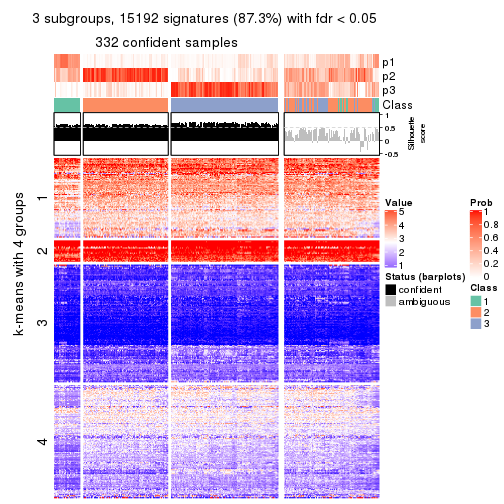 3 subgroups, 15192 signatures (87.3%) with fdr < 0.05
332 confident samples
p1
p2
p3
Class
1
0.5
0
-0.5
Silhouette
score
k-means with 4 groups
1
2
3
4
Value
5
4
3
2
1
Status (barplots)
confident
ambiguous
Prob
1
0.8
0.6
0.4
0.2
0
Class
1
2
3